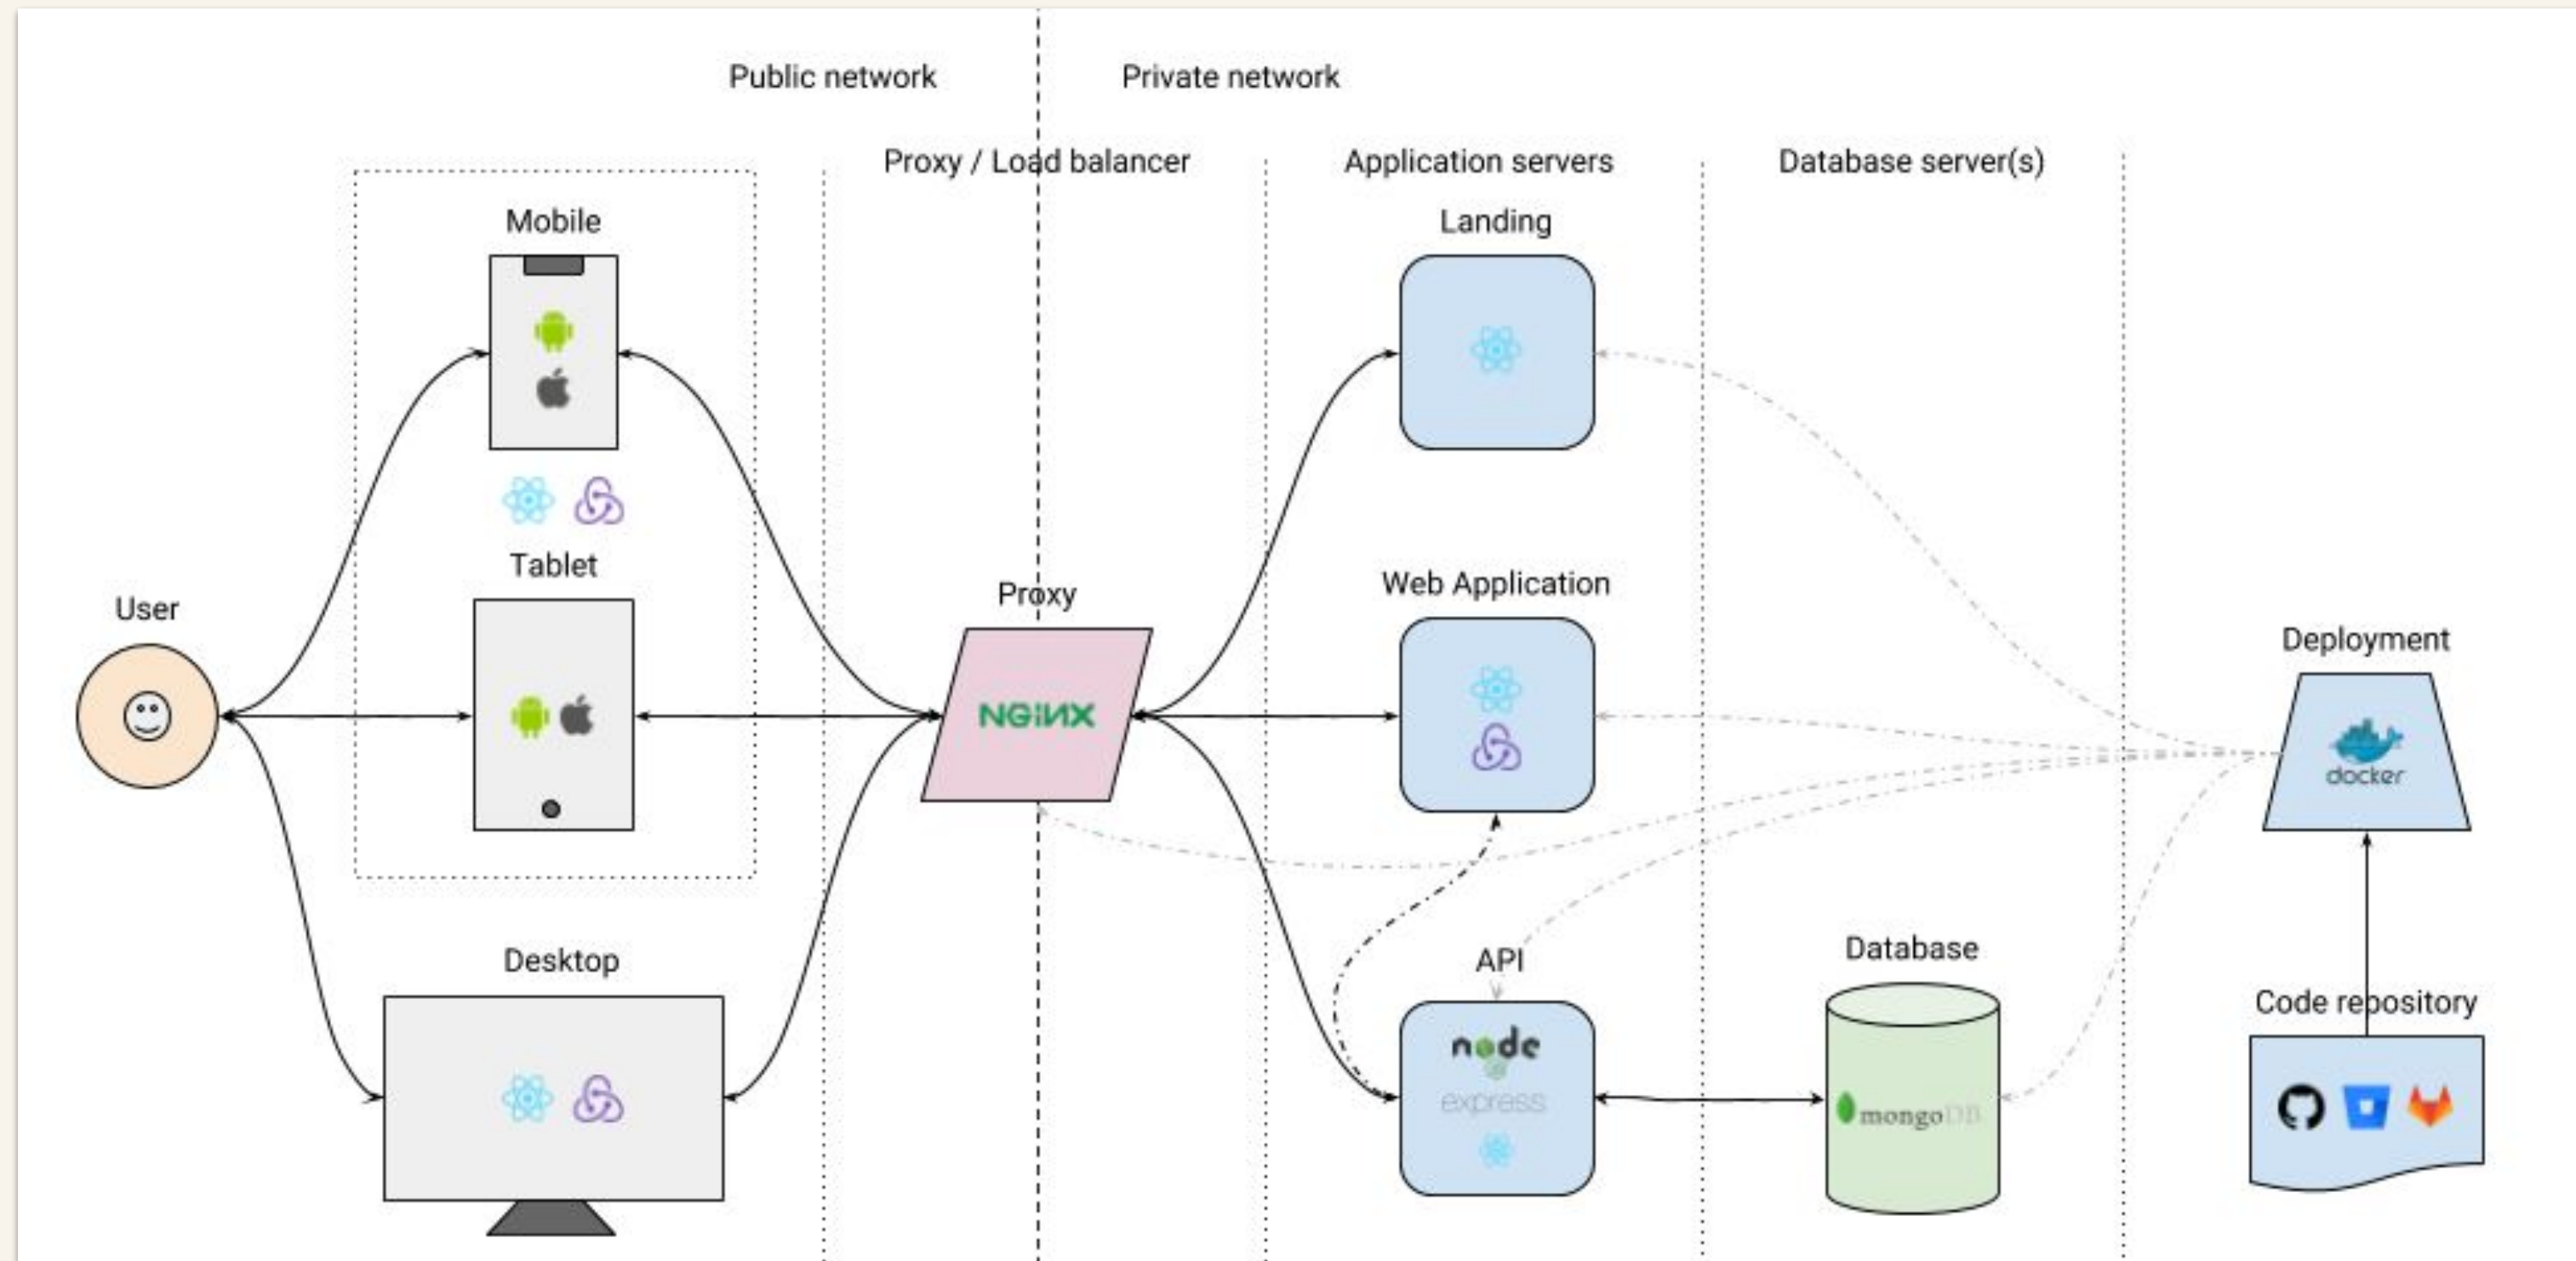 Public network
Private network
Proxy / Load balancer
Application servers
Database server(s)
Mobile
Landing
Tablet
Web Application
User
Proxy
Deployment
NGINX
docker
Desktop
API
Database
Code repository
node
express
mongoDB